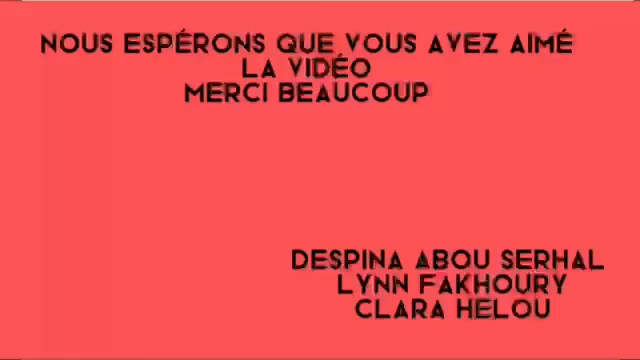 NOUS ESPÉRONS QUE VOUS AVEZ AIMÉ
LA VIDÉO
MERCI BEAUCOUP
DESPINA ABOU SERHAL
LYNN FAKHOURY
CLARA HELOU